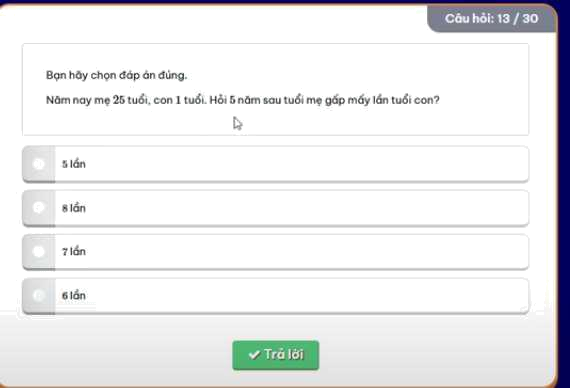 Câu hỏi: 13 / 30
Bạn hãy chọn đáp án đúng.
Năm nay mẹ 25 tuổi, con 1 tuổi. Hỏi 5 năm sau tuổi mẹ gấp mấy lần tuổi con?
5 lần
8 lần
7 lần
6 lần
Trả lời